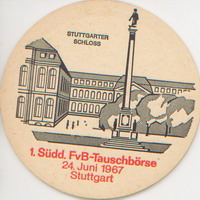 STUTTGARTER
SCHLOSS
1. Südd. FvB-Tauschbörse
24. Juni 1967
Stuttgart